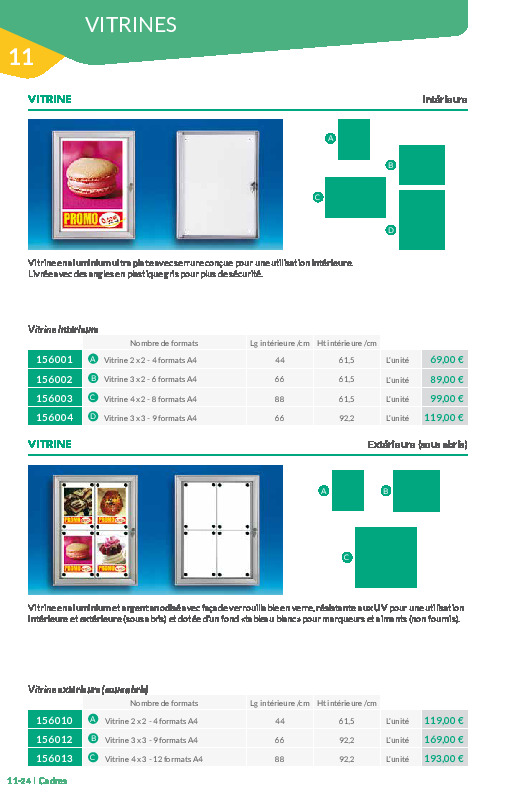 VITRINES
11
VITRINE Intérieure
A
B
C
D
PROMO
Vitrine en aluminium ultra plate avec serrure conçue pour une utilisation intérieure.
Livrée avec des angles en plastique gris pour plus de sécurité.
Vitrine intérieure
Nombre de formats Lg intérieure /cm Ht intérieure /cm
156001 A Vitrine 2 x 2 - 4 formats A4 44 61,5 L'unité 69,00 €
156002 B Vitrine 3 x 2 - 6 formats A4 66 61,5 L'unité 89,00 €
156003 C Vitrine 4 x 2 - 8 formats A4 88 61,5 L'unité 99,00 €
156004 D Vitrine 3 x 3 - 9 formats A4 66 92,2 L'unité 119,00 €
VITRINE Extérieure (sous abris)
A B
C
PROMO PROMO
PROMO PROMO
Vitrine en aluminium et argent anodisé avec façade verrouillable en verre, résistante aux UV pour une utilisation
intérieure et extérieure (sous abris) et dotée d'un fond «tableau blanc» pour marqueurs et aimants (non fournis).
Vitrine extérieure (sous abris)
Nombre de formats Lg intérieure /cm Ht intérieure /cm
156010 A Vitrine 2 x 2 - 4 formats A4 44 61,5 L'unité 119,00 €
156012 B Vitrine 3 x 3 - 9 formats A4 66 92,2 L'unité 169,00 €
156013 C Vitrine 4 x 3 - 12 formats A4 88 92,2 L'unité 193,00 €
11-24 I Cadres